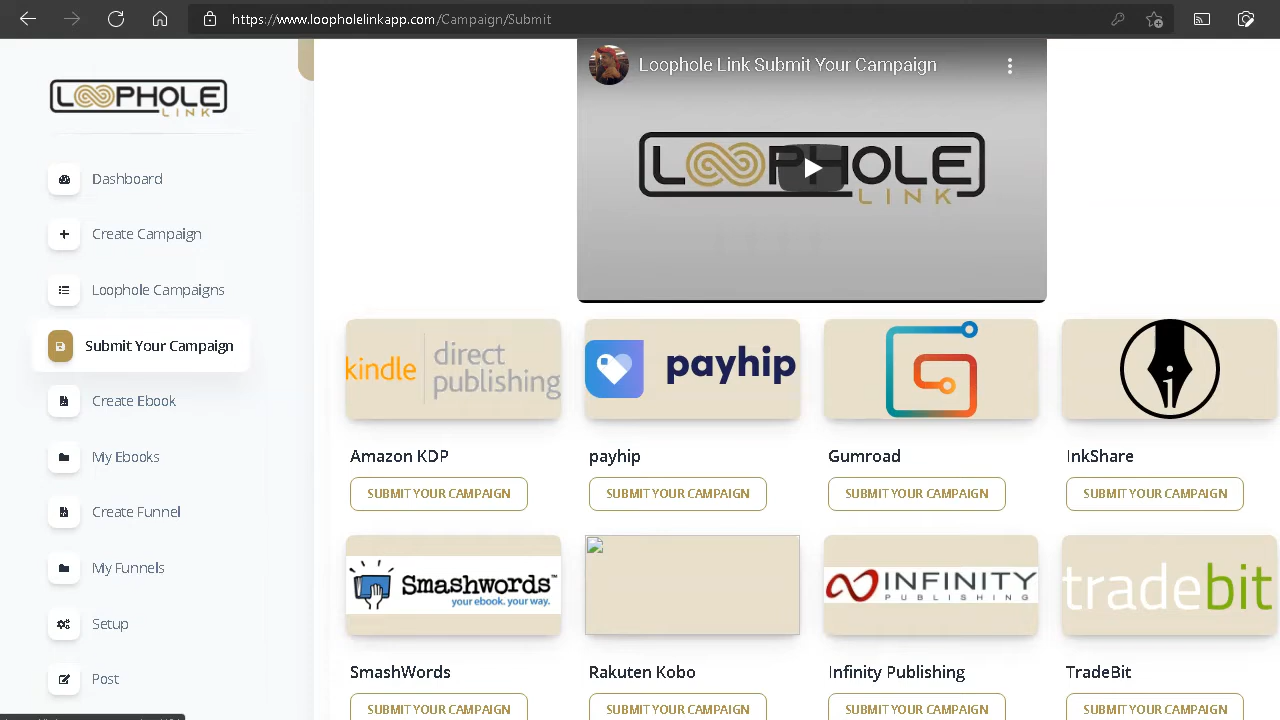 https://www.loopholelinkapp.com/Campaign/Submit
LOOPHOLE
LINK
Dashboard
Create Campaign
Loophole Campaigns
Submit Your Campaign
Create Ebook
My Ebooks
Create Funnel
My Funnels
Setup
Post
Loophole Link Submit Your Campaign
LOOPHOLE
LINK
kindle direct publishing
payhip
Amazon KDP
payhip
Gumroad
InkShare
SUBMIT YOUR CAMPAIGN
SUBMIT YOUR CAMPAIGN
SUBMIT YOUR CAMPAIGN
SUBMIT YOUR CAMPAIGN
Smashwords™
your ebook. your way.
INFINITY
PUBLISHING
tradebit
SmashWords
Rakuten Kobo
Infinity Publishing
TradeBit
SUBMIT YOUR CAMPAIGN
SUBMIT YOUR CAMPAIGN
SUBMIT YOUR CAMPAIGN
SUBMIT YOUR CAMPAIGN